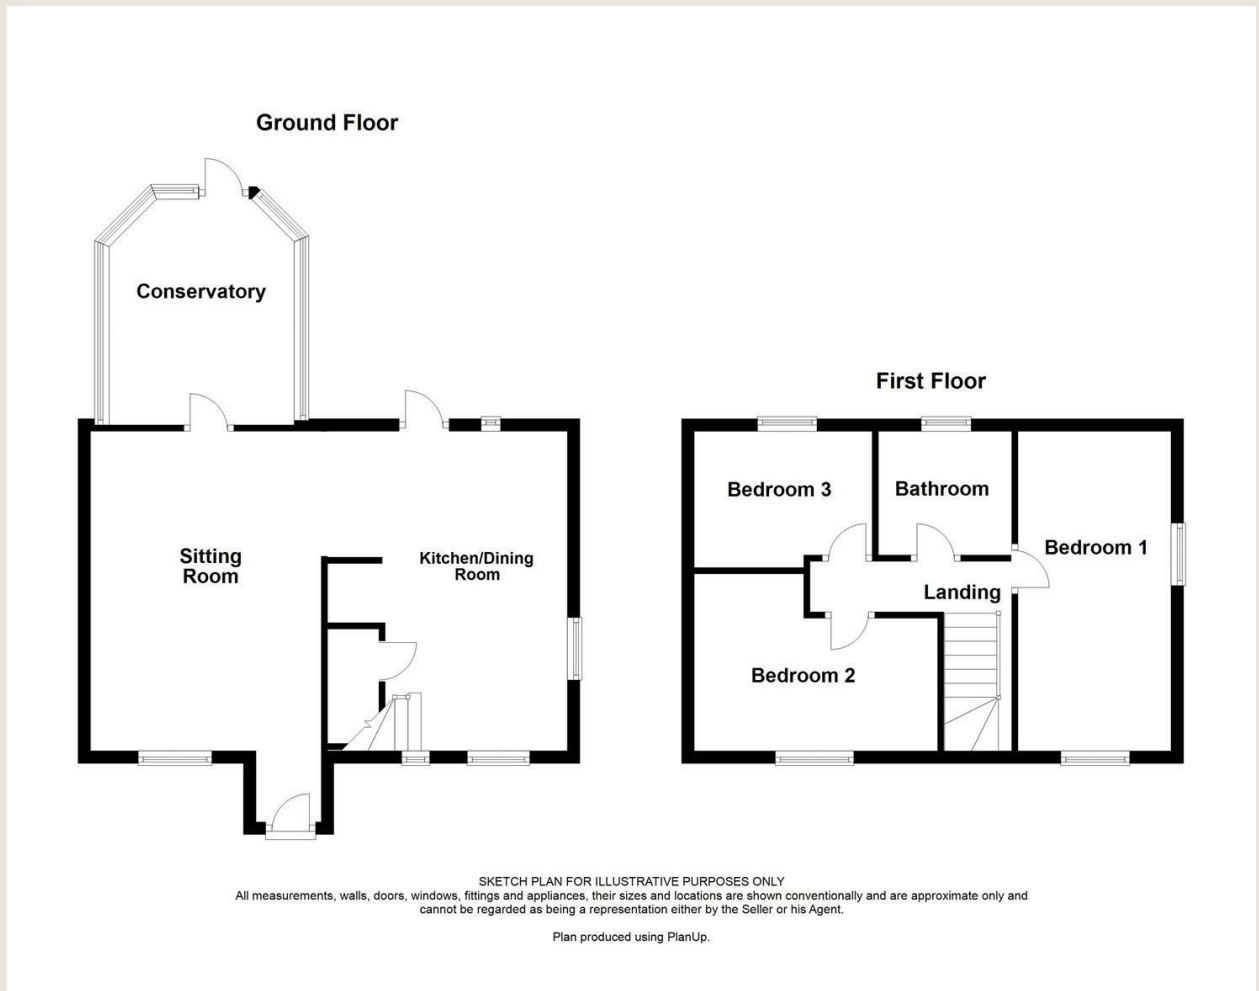 Ground Floor
Conservatory
Sitting
Room
Kitchen/Dining
Room
First Floor
Bedroom 3
Bathroom
Bedroom 1
Landing
Bedroom 2
SKETCH PLAN FOR ILLUSTRATIVE PURPOSES ONLY
All measurements, walls, doors, windows, fittings and appliances, their sizes and locations are shown conventionally and are approximate only and
cannot be regarded as being a representation either by the Seller or his Agent.
Plan produced using PlanUp.